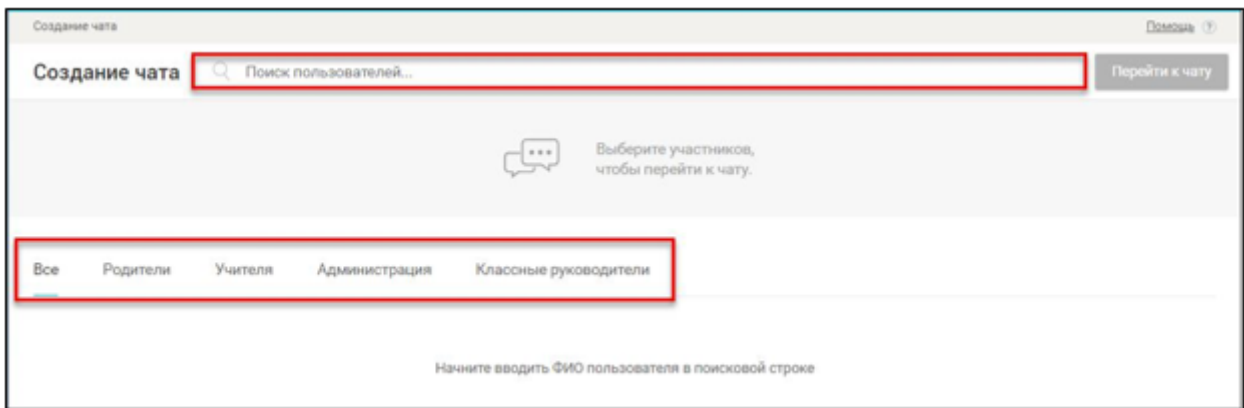 Создание чата
Помощь
Создание чата
Поиск пользователей...
Перейти к чату
Выберите участников,
чтобы перейти к чату.
Все Родители Учителя Администрация Классные руководители
Начните вводить ФИО пользователя в поисковой строке